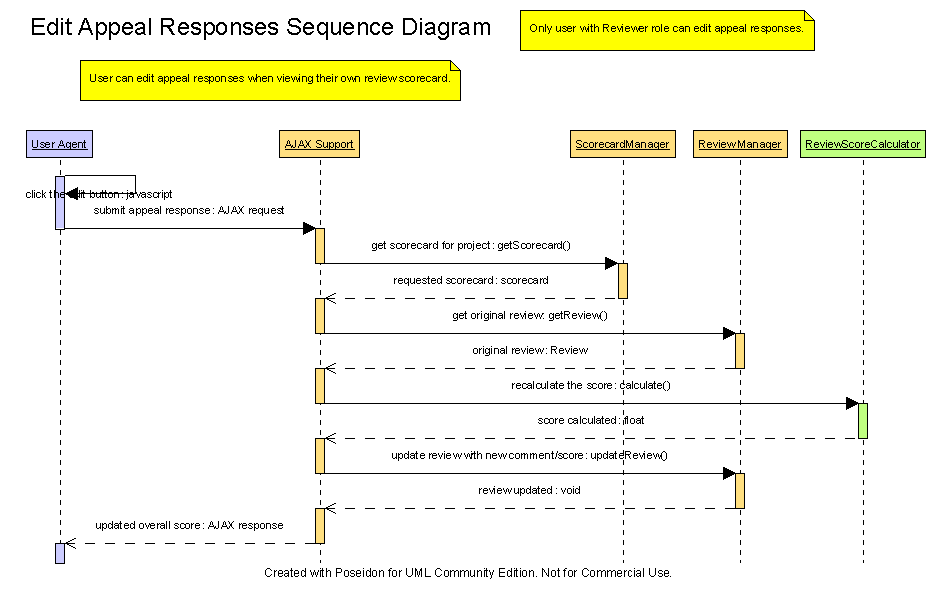 Edit Appeal Responses Sequence Diagram
Only user with Reviewer role can edit appeal responses.
User can edit appeal responses when viewing their own review scorecard.
User Agent
AJAX Support
ScorecardManager
ReviewManager
ReviewScoreCalculator
click the edit button : javascript
submit appeal response : AJAX request
get scorecard for project : getScorecard()
requested scorecard : scorecard
get original review: getReview()
original review : Review
recalculate the score: calculate()
score calculated : float
update review with new comment/score: updateReview()
review updated : void
updated overall score : AJAX response
Created with Poseidon for UML Community Edition. Not for Commercial Use.